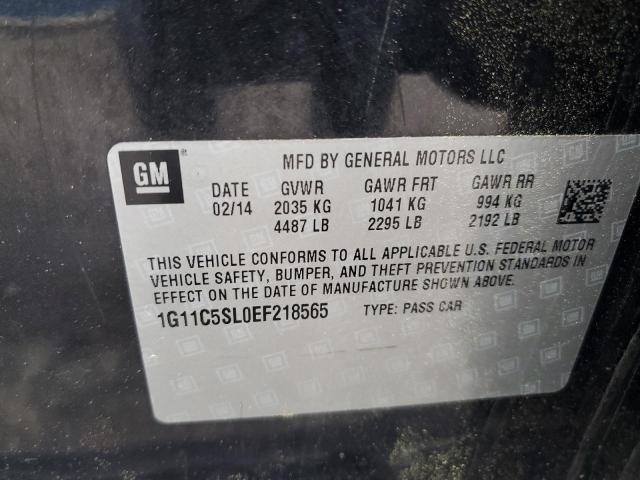 GM
MFD BY GENERAL MOTORS LLC
DATE GVWR GAWR FRT GAWR RR
02/14 2035 KG 1041 KG 994 KG
4487 LB 2295 LB 2192 LB
THIS VEHICLE CONFORMS TO ALL APPLICABLE U.S. FEDERAL MOTOR
VEHICLE SAFETY, BUMPER, AND THEFT PREVENTION STANDARDS IN
EFFECT ON THE DATE OF MANUFACTURE SHOWN ABOVE.
1G11C5SL0EF218565 TYPE: PASS CAR